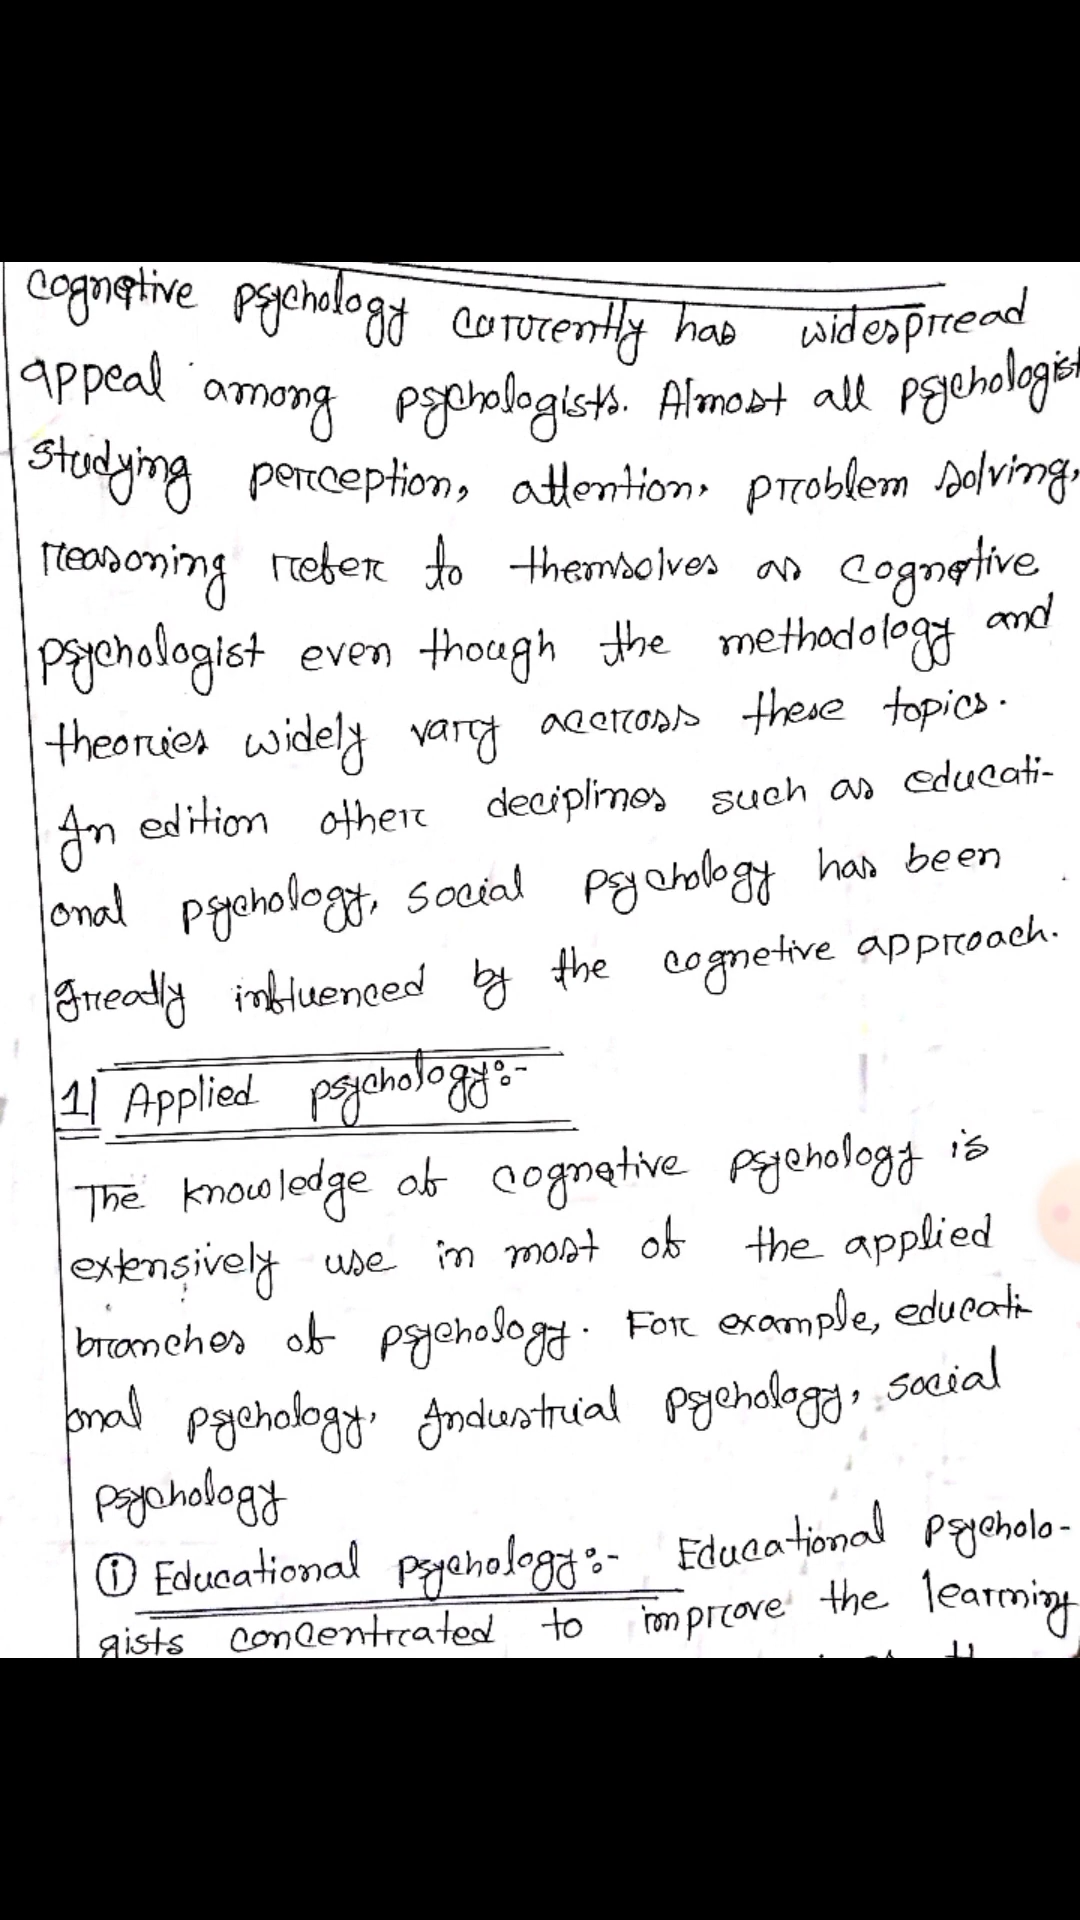 cognetive psychology currently has widespread
appeal among psychologists. Almost all psychologist
studying perception, attention, problem solving,
reasoning refer to themsolves as cognetive
psychologist even though the methodology and
theories widely vary accross these topics.
In edition other deciplines such as educati-
onal psychology, social psychology has been
greadly influenced by the cognetive approach.
1| Applied psychology:-
The knowledge of cognetive psychology is
extensively use in most of the applied
branches of psychology. For example, educati-
onal psychology, Industrial psychology, social
psychology
(i) Educational psychology:- Educational psycholo-
gists concentrated to improve the learning